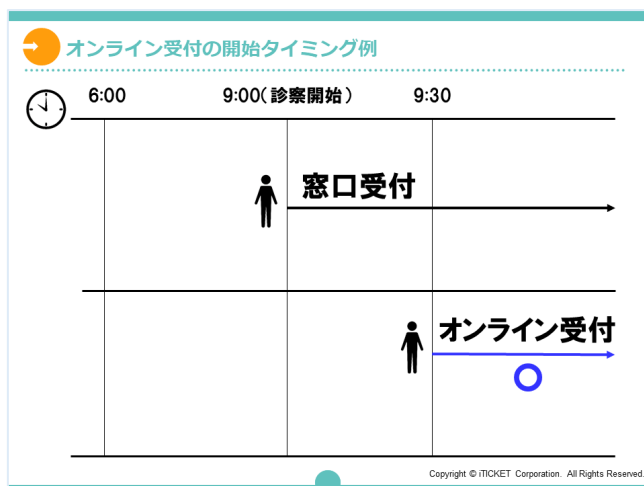 オンライン受付の開始タイミング例
6:00 9:00(診察開始) 9:30
窓口受付
オンライン受付
Copyright © iTICKET Corporation. All Rights Reserved.